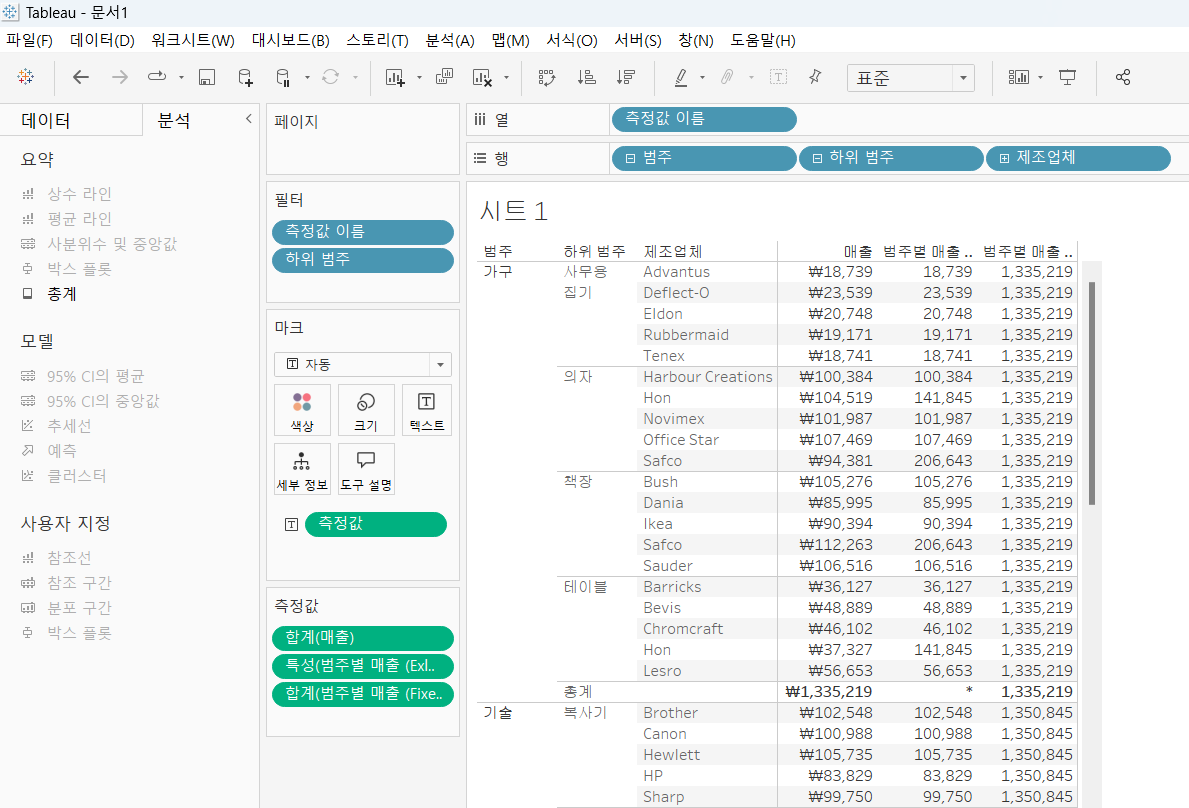 Tableau - 문서1
파일(F) 데이터(D) 워크시트(W) 대시보드(B) 스토리(T) 분석(A) 맵(M) 서식(O) 서버(S) 창(N) 도움말(H)
표준
데이터 분석
요약
상수 라인
평균 라인
사분위수 및 중앙값
박스 플롯
총계
모델
95% CI의 평균
95% CI의 중앙값
추세선
예측
클러스터
사용자 지정
참조선
참조 구간
분포 구간
박스 플롯
페이지
필터
측정값 이름
하위 범주
마크
자동
색상 크기 텍스트
세부 정보 도구 설명
측정값
측정값
합계(매출)
특성(범주별 매출 (Exl..
합계(범주별 매출 (Fixe..
열 측정값 이름
행 범주 하위 범주 제조업체
시트 1
범주 하위 범주 제조업체 매출 범주별 매출 .. 범주별 매출 ..
가구 사무용 Advantus ₩18,739 18,739 1,335,219
집기 Deflect-O ₩23,539 23,539 1,335,219
Eldon ₩20,748 20,748 1,335,219
Rubbermaid ₩19,171 19,171 1,335,219
Tenex ₩18,741 18,741 1,335,219
의자 Harbour Creations ₩100,384 100,384 1,335,219
Hon ₩104,519 141,845 1,335,219
Novimex ₩101,987 101,987 1,335,219
Office Star ₩107,469 107,469 1,335,219
Safco ₩94,381 206,643 1,335,219
책장 Bush ₩105,276 105,276 1,335,219
Dania ₩85,995 85,995 1,335,219
Ikea ₩90,394 90,394 1,335,219
Safco ₩112,263 206,643 1,335,219
Sauder ₩106,516 106,516 1,335,219
테이블 Barricks ₩36,127 36,127 1,335,219
Bevis ₩48,889 48,889 1,335,219
Chromcraft ₩46,102 46,102 1,335,219
Hon ₩37,327 141,845 1,335,219
Lesro ₩56,653 56,653 1,335,219
총계 ₩1,335,219 * 1,335,219
기술 복사기 Brother ₩102,548 102,548 1,350,845
Canon ₩100,988 100,988 1,350,845
Hewlett ₩105,735 105,735 1,350,845
HP ₩83,829 83,829 1,350,845
Sharp ₩99,750 99,750 1,350,845